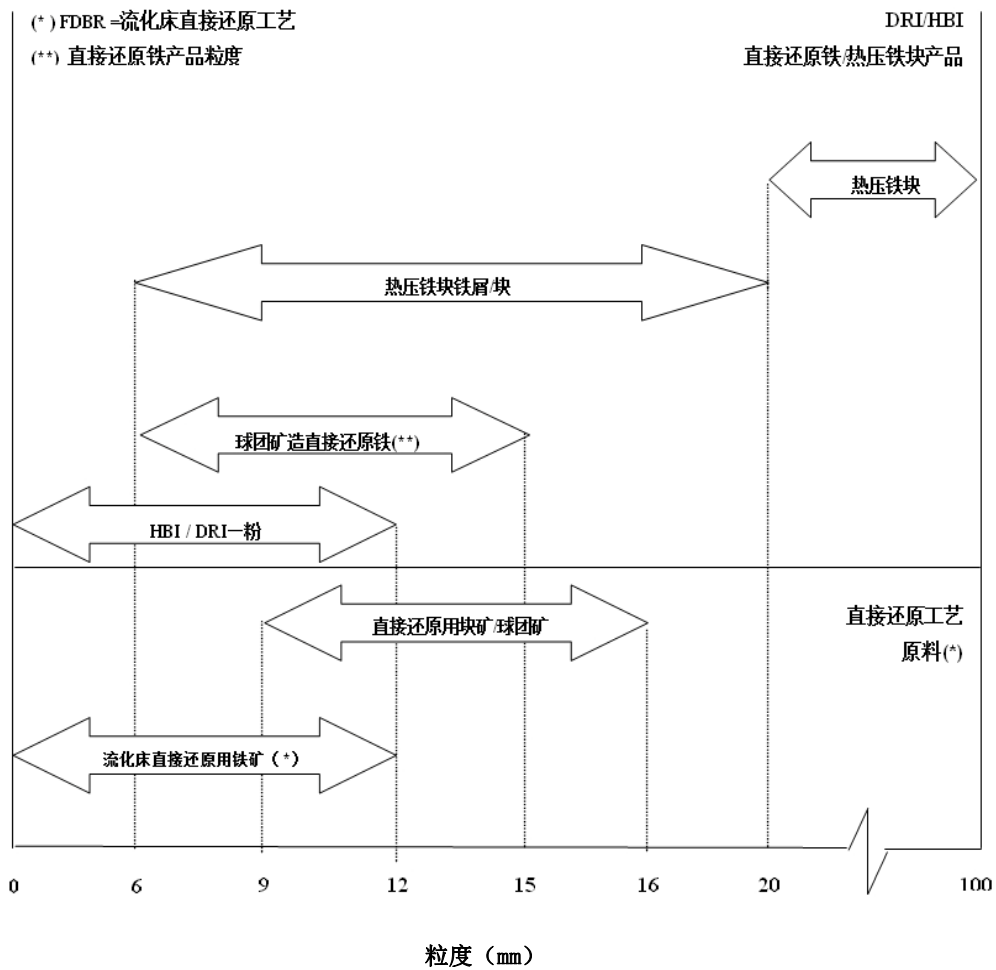 (*) FDBR =流化床直接还原工艺
(**) 直接还原铁产品粒度
DRI/HBI
直接还原铁/热压铁块产品
热压铁块
热压铁块铁屑/块
球团矿造直接还原铁(**)
HBI / DRI—粉
直接还原用块矿/球团矿
直接还原工艺
原料(*)
流化床直接还原用铁矿（*）
0 6 9 12 15 16 20 100
粒度（mm）